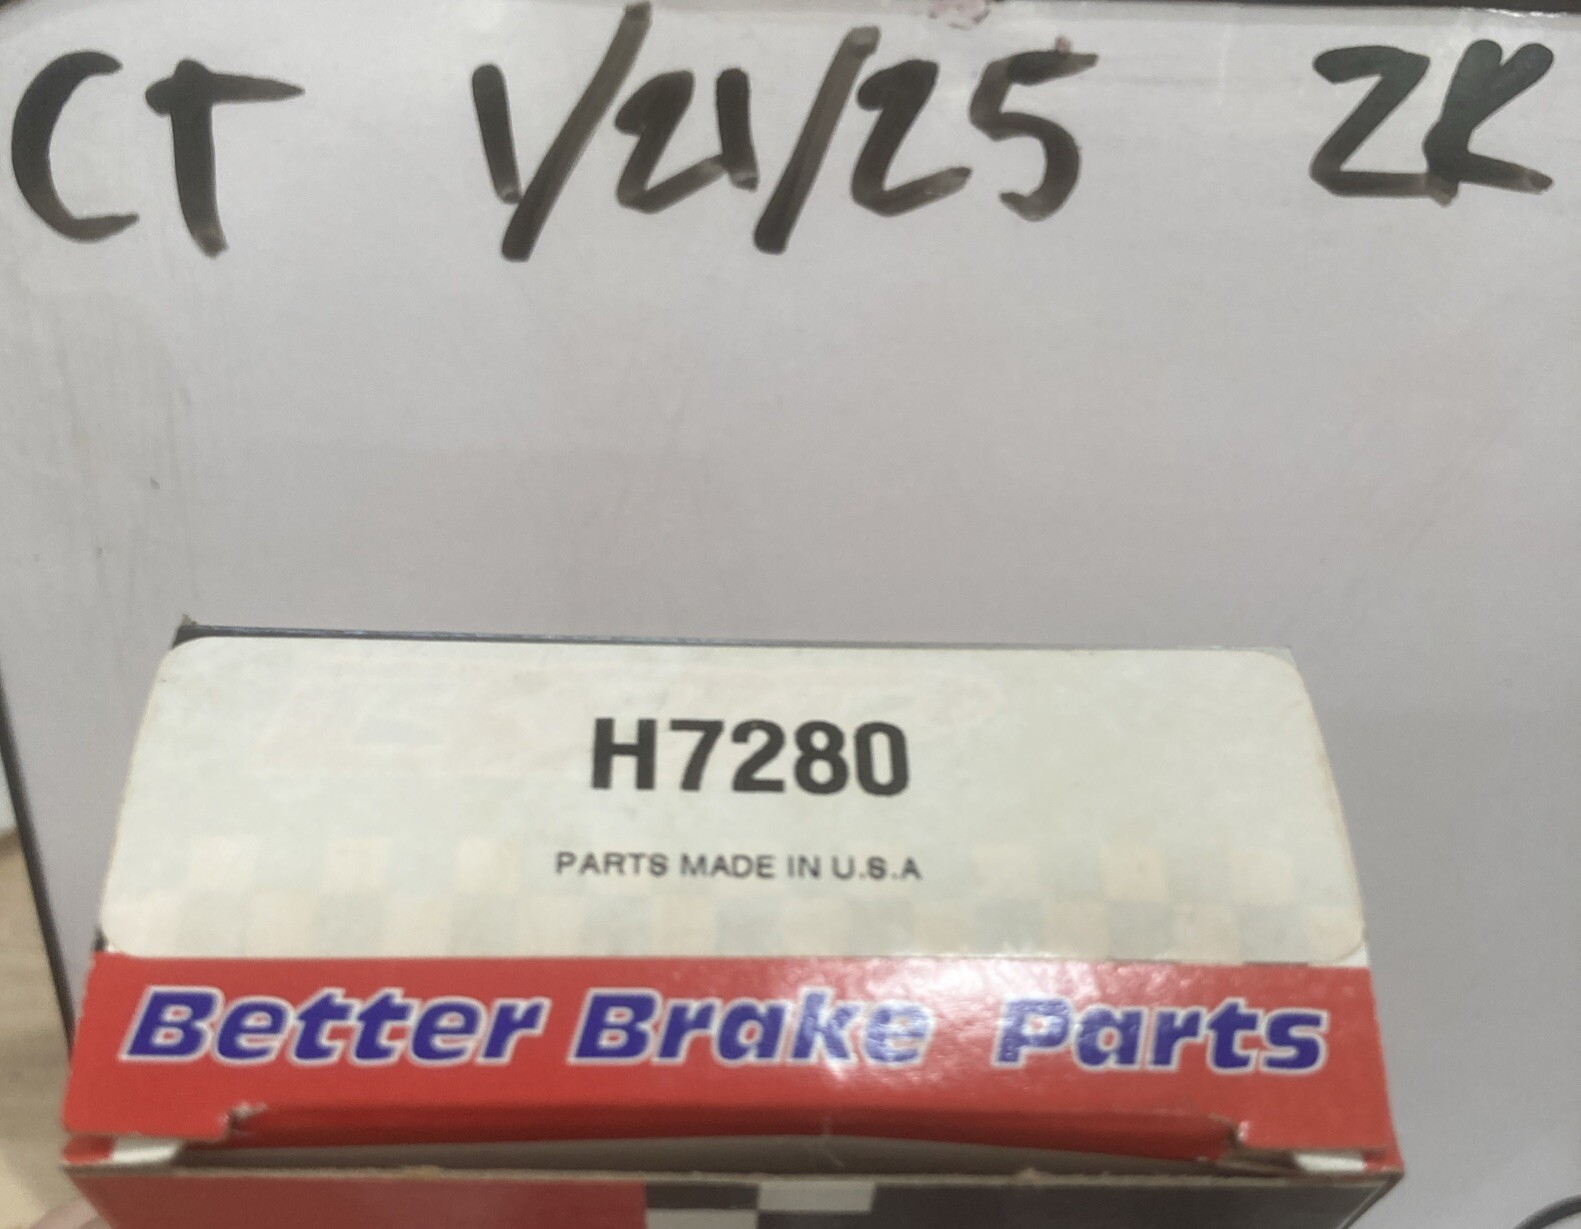 CT 1/21/25 ZK
H7280
PARTS MADE IN U.S.A
Better Brake Parts